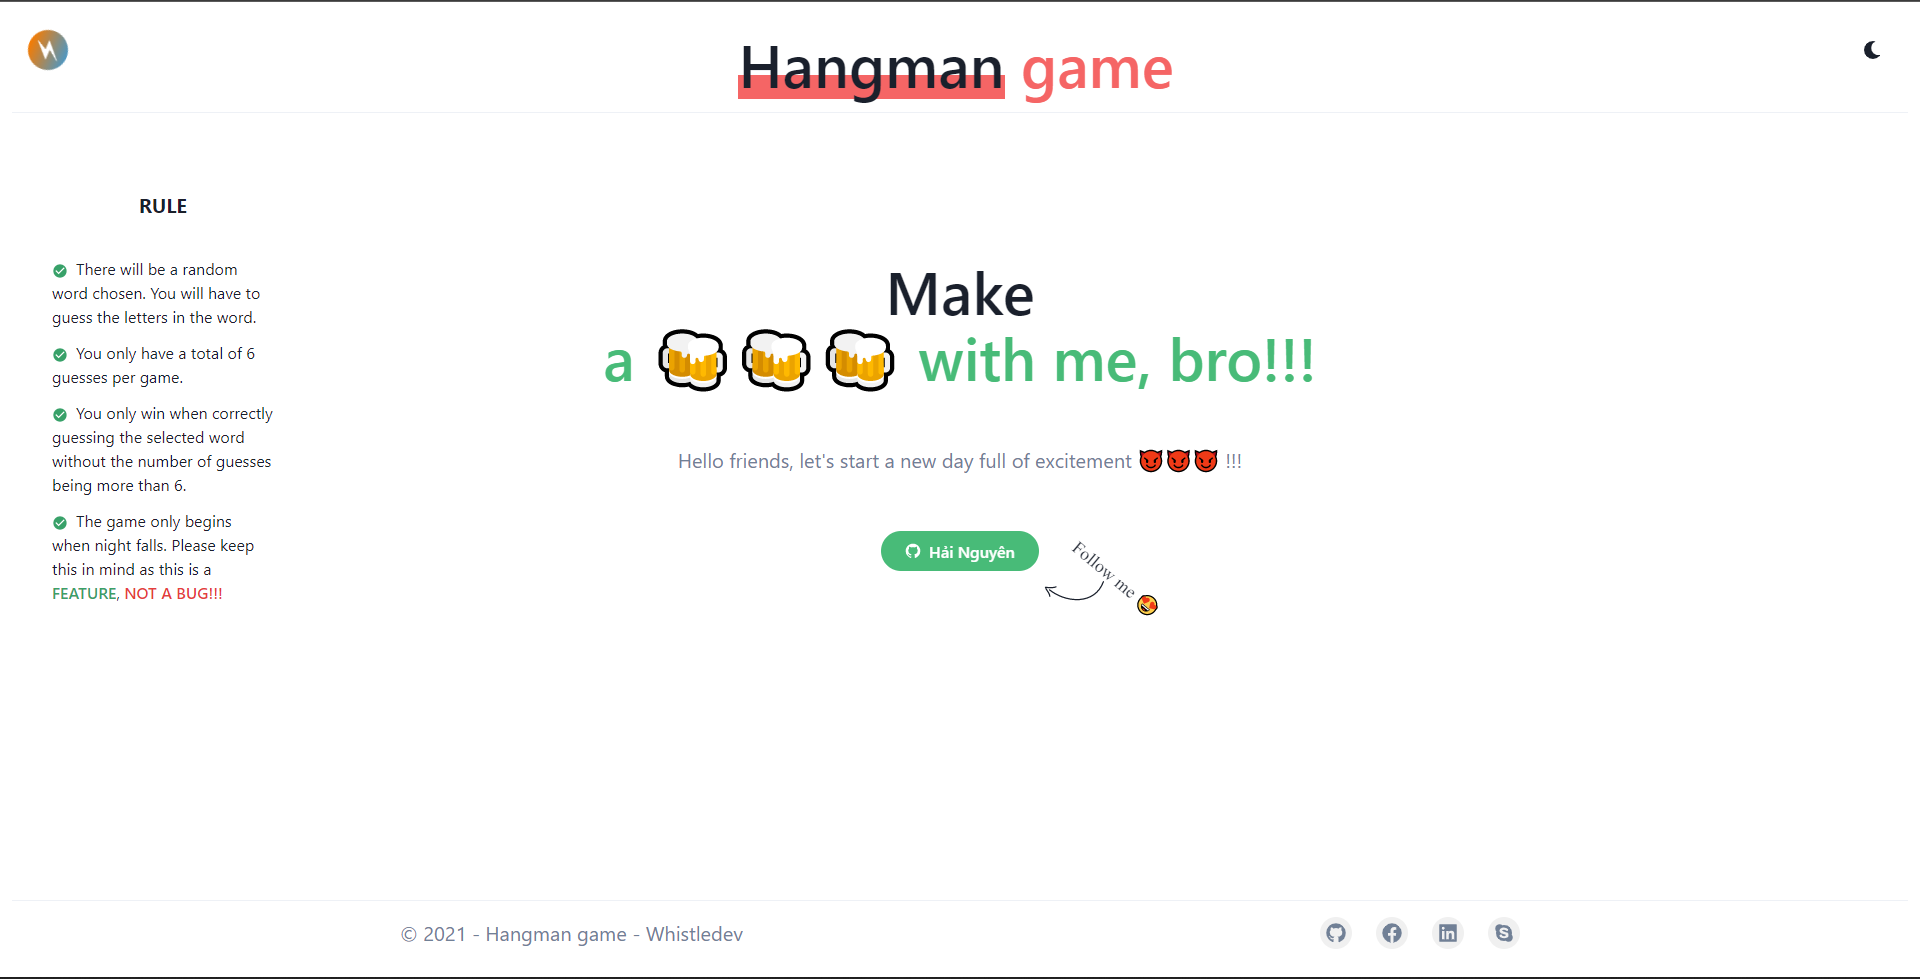 Hangman game
RULE
There will be a random
word chosen. You will have to
guess the letters in the word.
You only have a total of 6
guesses per game.
You only win when correctly
guessing the selected word
without the number of guesses
being more than 6.
The game only begins
when night falls. Please keep
this in mind as this is a
FEATURE, NOT A BUG!!!
Make
a 🍻 🍻 🍻 with me, bro!!!
Hello friends, let's start a new day full of excitement 😈😈😈 !!!
Hải Nguyên
Follow me 😍
© 2021 - Hangman game - Whistledev